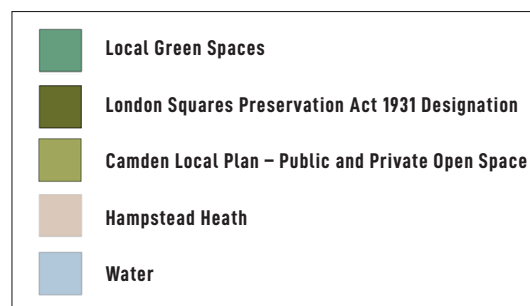 Local Green Spaces
London Squares Preservation Act 1931 Designation
Camden Local Plan – Public and Private Open Space
Hampstead Heath
Water